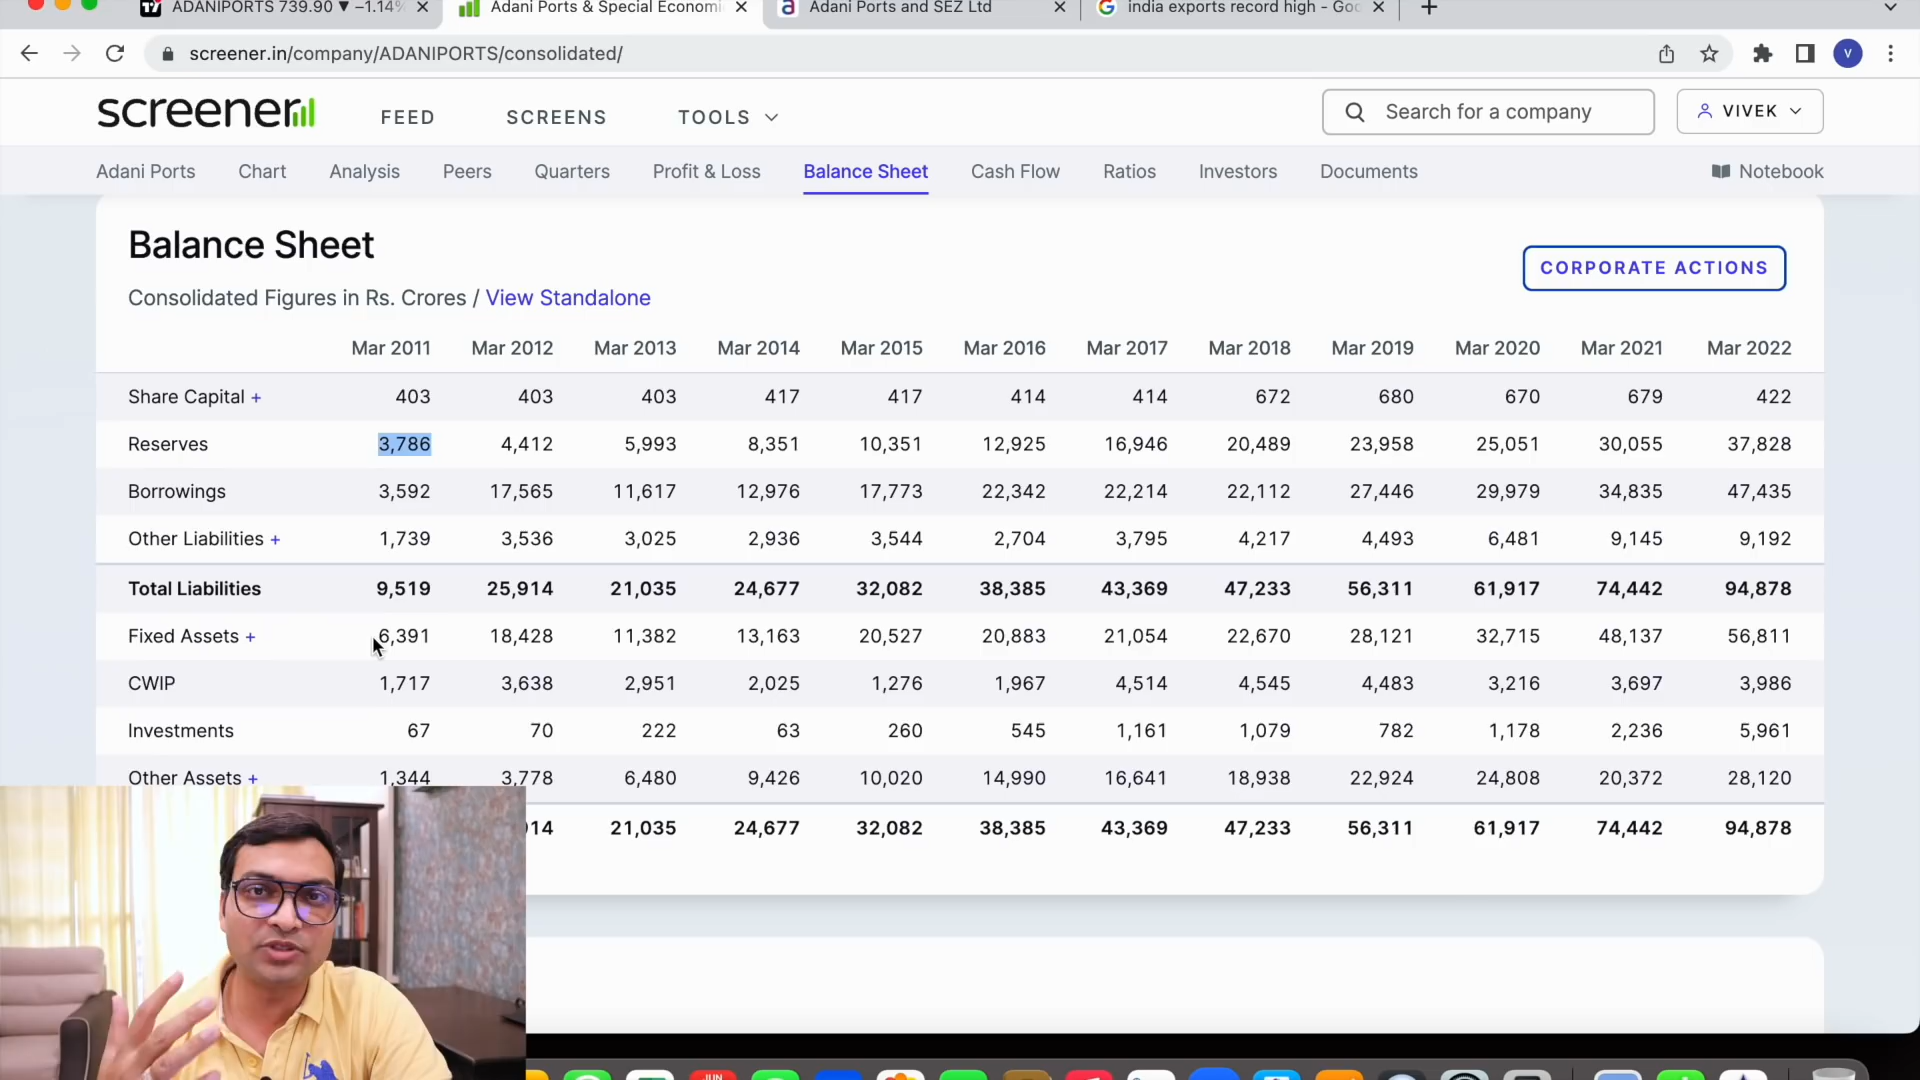 ADANIPORTS 739.90 ▼ −1.14%
Adani Ports & Special Economi
Adani Ports and SEZ Ltd
india exports record high - Goo
screener.in/company/ADANIPORTS/consolidated/
V
screener
FEED SCREENS TOOLS
Search for a company
VIVEK
Adani Ports Chart Analysis Peers Quarters Profit & Loss Balance Sheet Cash Flow Ratios Investors Documents Notebook
Balance Sheet
CORPORATE ACTIONS
Consolidated Figures in Rs. Crores / View Standalone
Mar 2011 Mar 2012 Mar 2013 Mar 2014 Mar 2015 Mar 2016 Mar 2017 Mar 2018 Mar 2019 Mar 2020 Mar 2021 Mar 2022
Share Capital + 403 403 403 417 417 414 414 672 680 670 679 422
Reserves 3,786 4,412 5,993 8,351 10,351 12,925 16,946 20,489 23,958 25,051 30,055 37,828
Borrowings 3,592 17,565 11,617 12,976 17,773 22,342 22,214 22,112 27,446 29,979 34,835 47,435
Other Liabilities + 1,739 3,536 3,025 2,936 3,544 2,704 3,795 4,217 4,493 6,481 9,145 9,192
Total Liabilities 9,519 25,914 21,035 24,677 32,082 38,385 43,369 47,233 56,311 61,917 74,442 94,878
Fixed Assets + 6,391 18,428 11,382 13,163 20,527 20,883 21,054 22,670 28,121 32,715 48,137 56,811
CWIP 1,717 3,638 2,951 2,025 1,276 1,967 4,514 4,545 4,483 3,216 3,697 3,986
Investments 67 70 222 63 260 545 1,161 1,079 782 1,178 2,236 5,961
Other Assets + 1,344 3,778 6,480 9,426 10,020 14,990 16,641 18,938 22,924 24,808 20,372 28,120
14 21,035 24,677 32,082 38,385 43,369 47,233 56,311 61,917 74,442 94,878
JUN